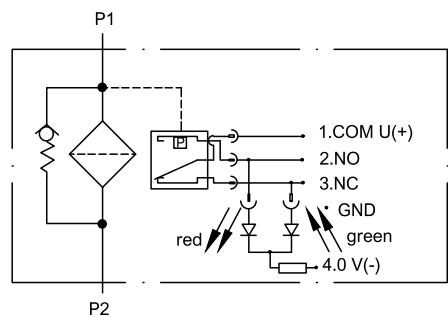 P1
P
1.COM U(+)
2.NO
3.NC
GND
red
green
4.0 V(-)
P2